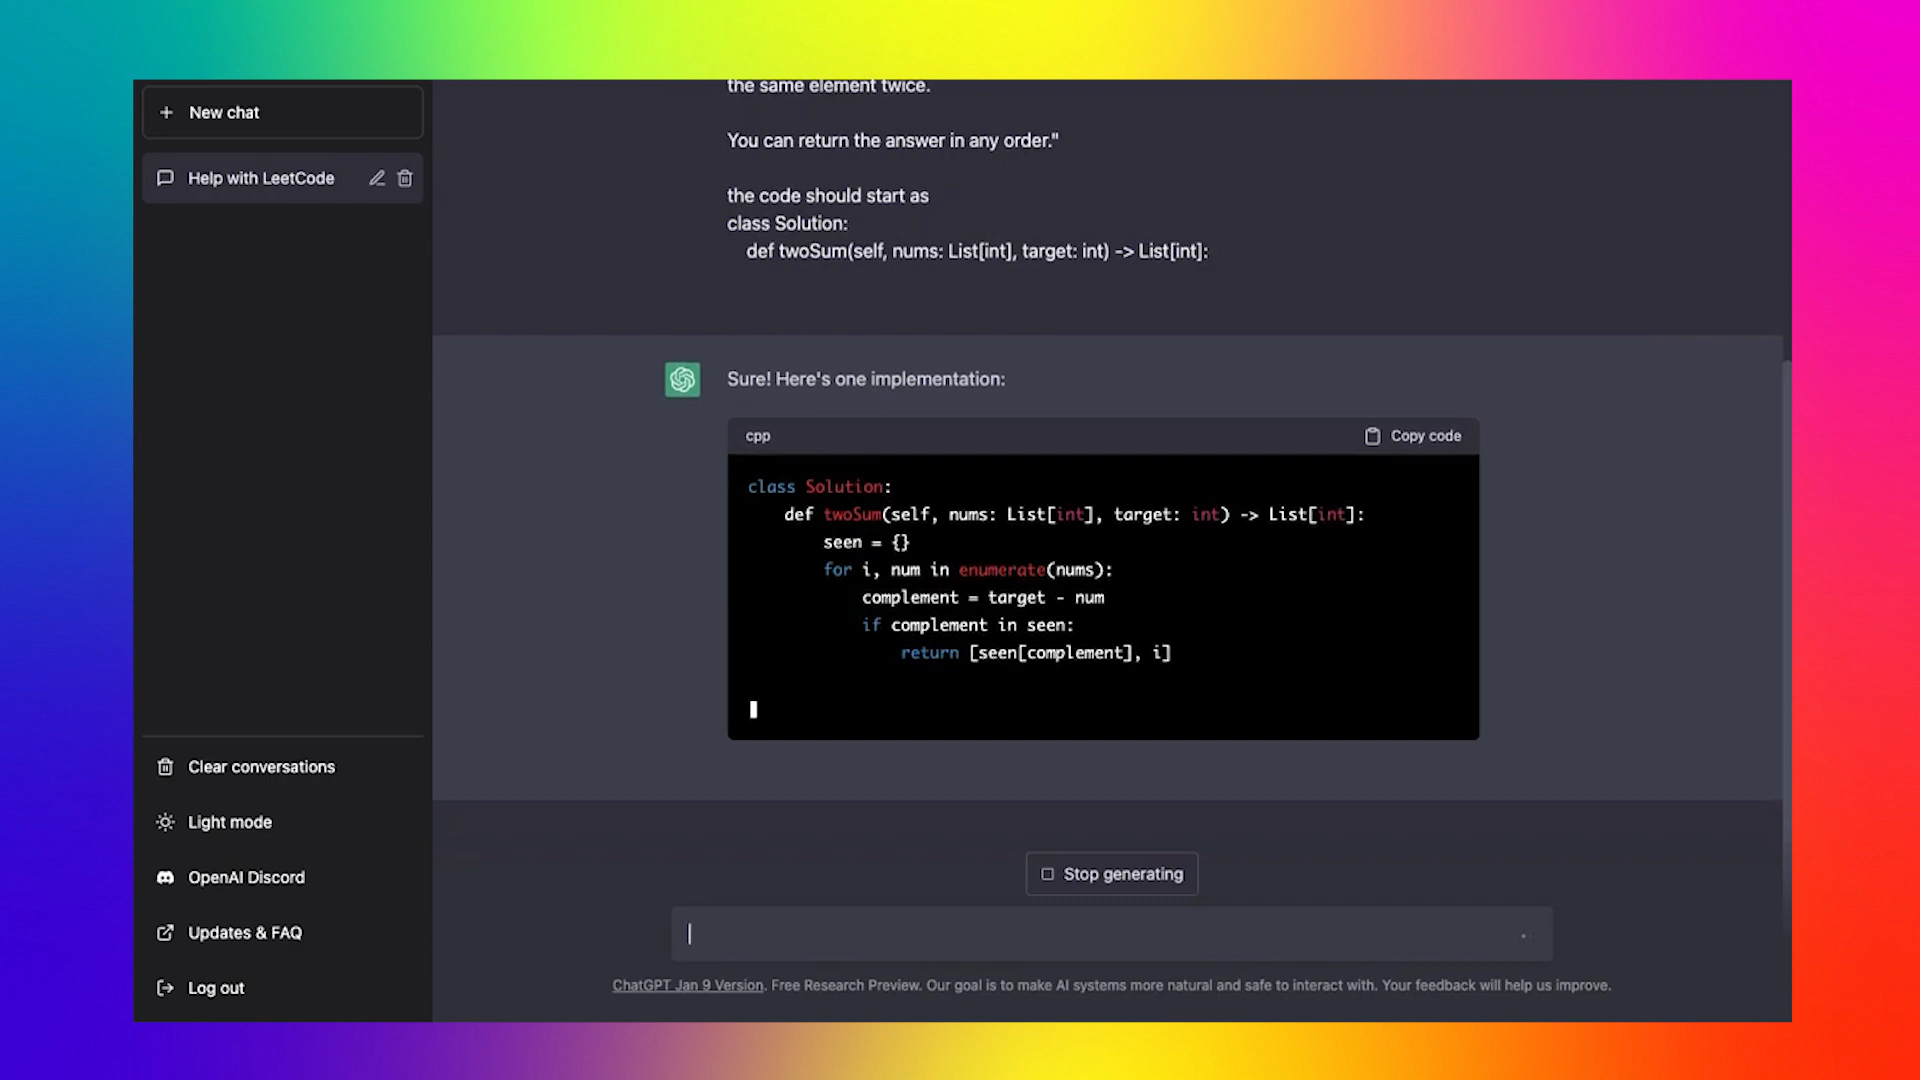 New chat
Help with LeetCode
Clear conversations
Light mode
OpenAI Discord
Updates & FAQ
Log out
the same element twice.
You can return the answer in any order."
the code should start as
class Solution:
def twoSum(self, nums: List[int], target: int) -> List[int]:
Sure! Here's one implementation:
cpp
Copy code
class Solution:
def twoSum(self, nums: List[int], target: int) -> List[int]:
seen = {}
for i, num in enumerate(nums):
complement = target - num
if complement in seen:
return [seen[complement], i]
Stop generating
ChatGPT Jan 9 Version. Free Research Preview. Our goal is to make AI systems more natural and safe to interact with. Your feedback will help us improve.